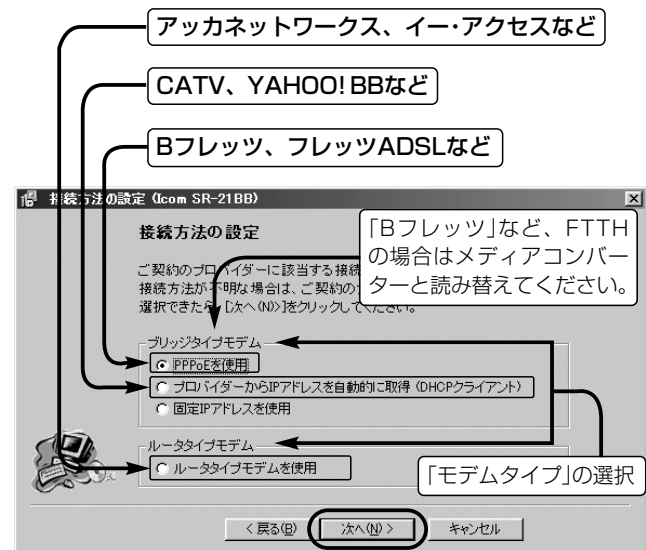 アッカネットワークス、イー・アクセスなど
CATV、YAHOO! BBなど
Bフレッツ、フレッツADSLなど
接続方法の設定 (Icom SR-21BB)
接続方法の設定
「Bフレッツ」など、FTTH
の場合はメディアコンバー
ターと読み替えてください。
ご契約のプロバイダーに該当する接続
接続方法が不明な場合は、ご契約の
選択できたら、[次へ(N)>]をクリックしてください。
ブリッジタイプモデム
PPPoEを使用
プロバイダーからIPアドレスを自動的に取得 (DHCPクライアント)
固定IPアドレスを使用
ルータタイプモデム
ルータタイプモデムを使用
「モデムタイプ」の選択
< 戻る(B)
次へ(N) >
キャンセル